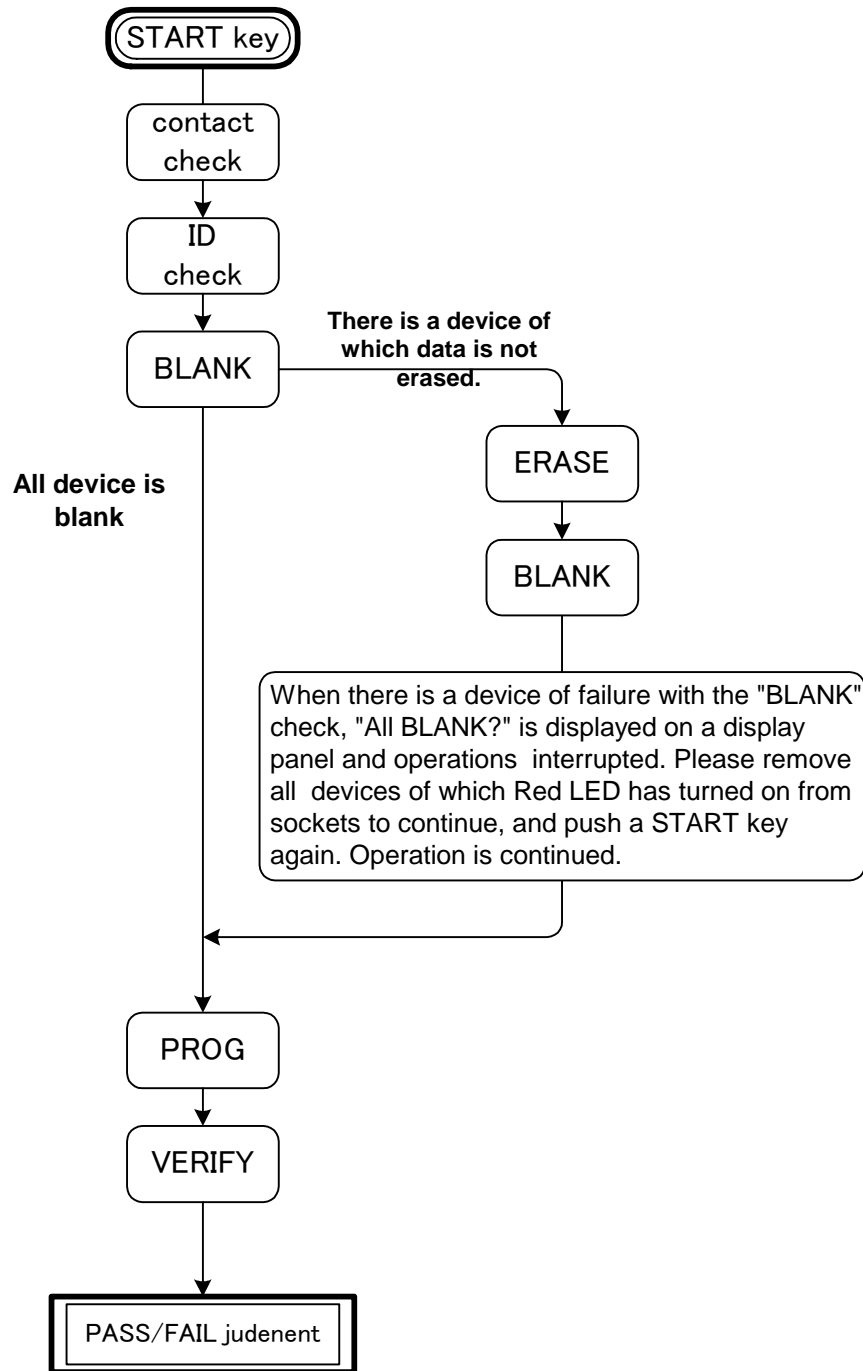 START key
contact
check
ID
check
BLANK
There is a device of
which data is not
erased.
ERASE
All device is
blank
BLANK
When there is a device of failure with the "BLANK"
check, "All BLANK?" is displayed on a display
panel and operations  interrupted. Please remove
all  devices of which Red LED has turned on from
sockets to continue, and push a START key
again. Operation is continued.
PROG
VERIFY
PASS/FAIL judenent